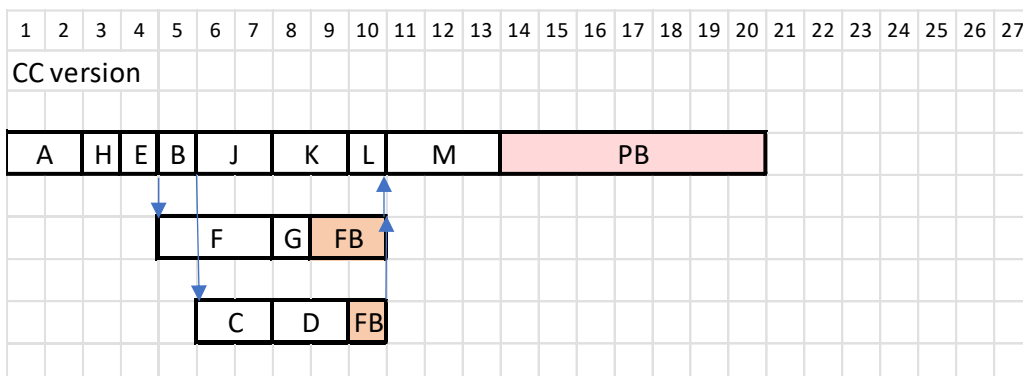 1 2 3 4 5 6 7 8 9 10 11 12 13 14 15 16 17 18 19 20 21 22 23 24 25 26 27
CC version
A H E B J K L M PB
F G FB
C D FB